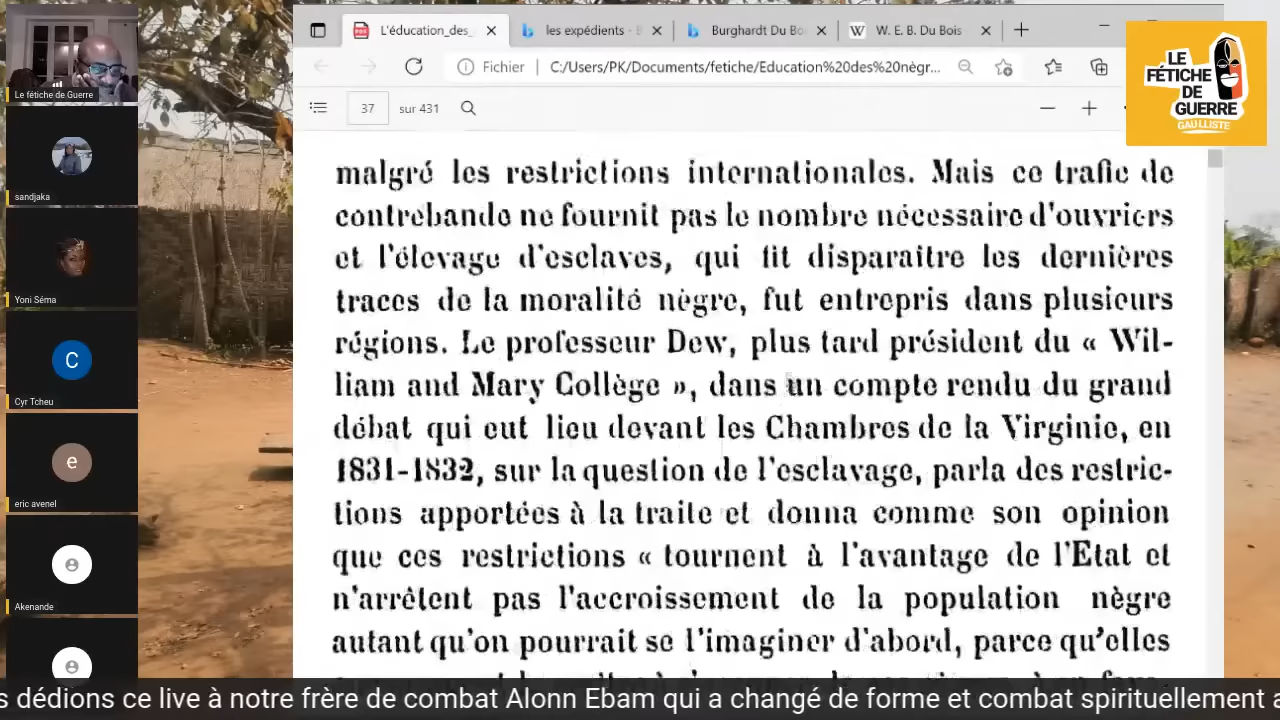 L'éducation_des_
les expédients - B
Burghardt Du Bo
W. E. B. Du Bois
Fichier
C:/Users/PK/Documents/fetiche/Education%20des%20nègr...
37 sur 431
malgré les restrictions internationales. Mais ce trafic de
contrebande ne fournit pas le nombre nécessaire d'ouvriers
et l'élevage d'esclaves, qui fit disparaître les dernières
traces de la moralité nègre, fut entrepris dans plusieurs
régions. Le professeur Dew, plus tard président du « Wil-
liam and Mary Collège », dans un compte rendu du grand
débat qui eut lieu devant les Chambres de la Virginie, en
1831-1832, sur la question de l'esclavage, parla des restric-
tions apportées à la traite et donna comme son opinion
que ces restrictions « tournent à l'avantage de l'Etat et
n'arrêtent pas l'accroissement de la population nègre
autant qu'on pourrait se l'imaginer d'abord, parce qu'elles
LE
FÉTICHE
DE
GUERRE
GAULLISTE
Le fétiche de Guerre
sandjaka
Yoni Séma
C
Cyr Tcheu
e
eric avenel
Akenande
s dédions ce live à notre frère de combat Alonn Ebam qui a changé de forme et combat spirituellement a